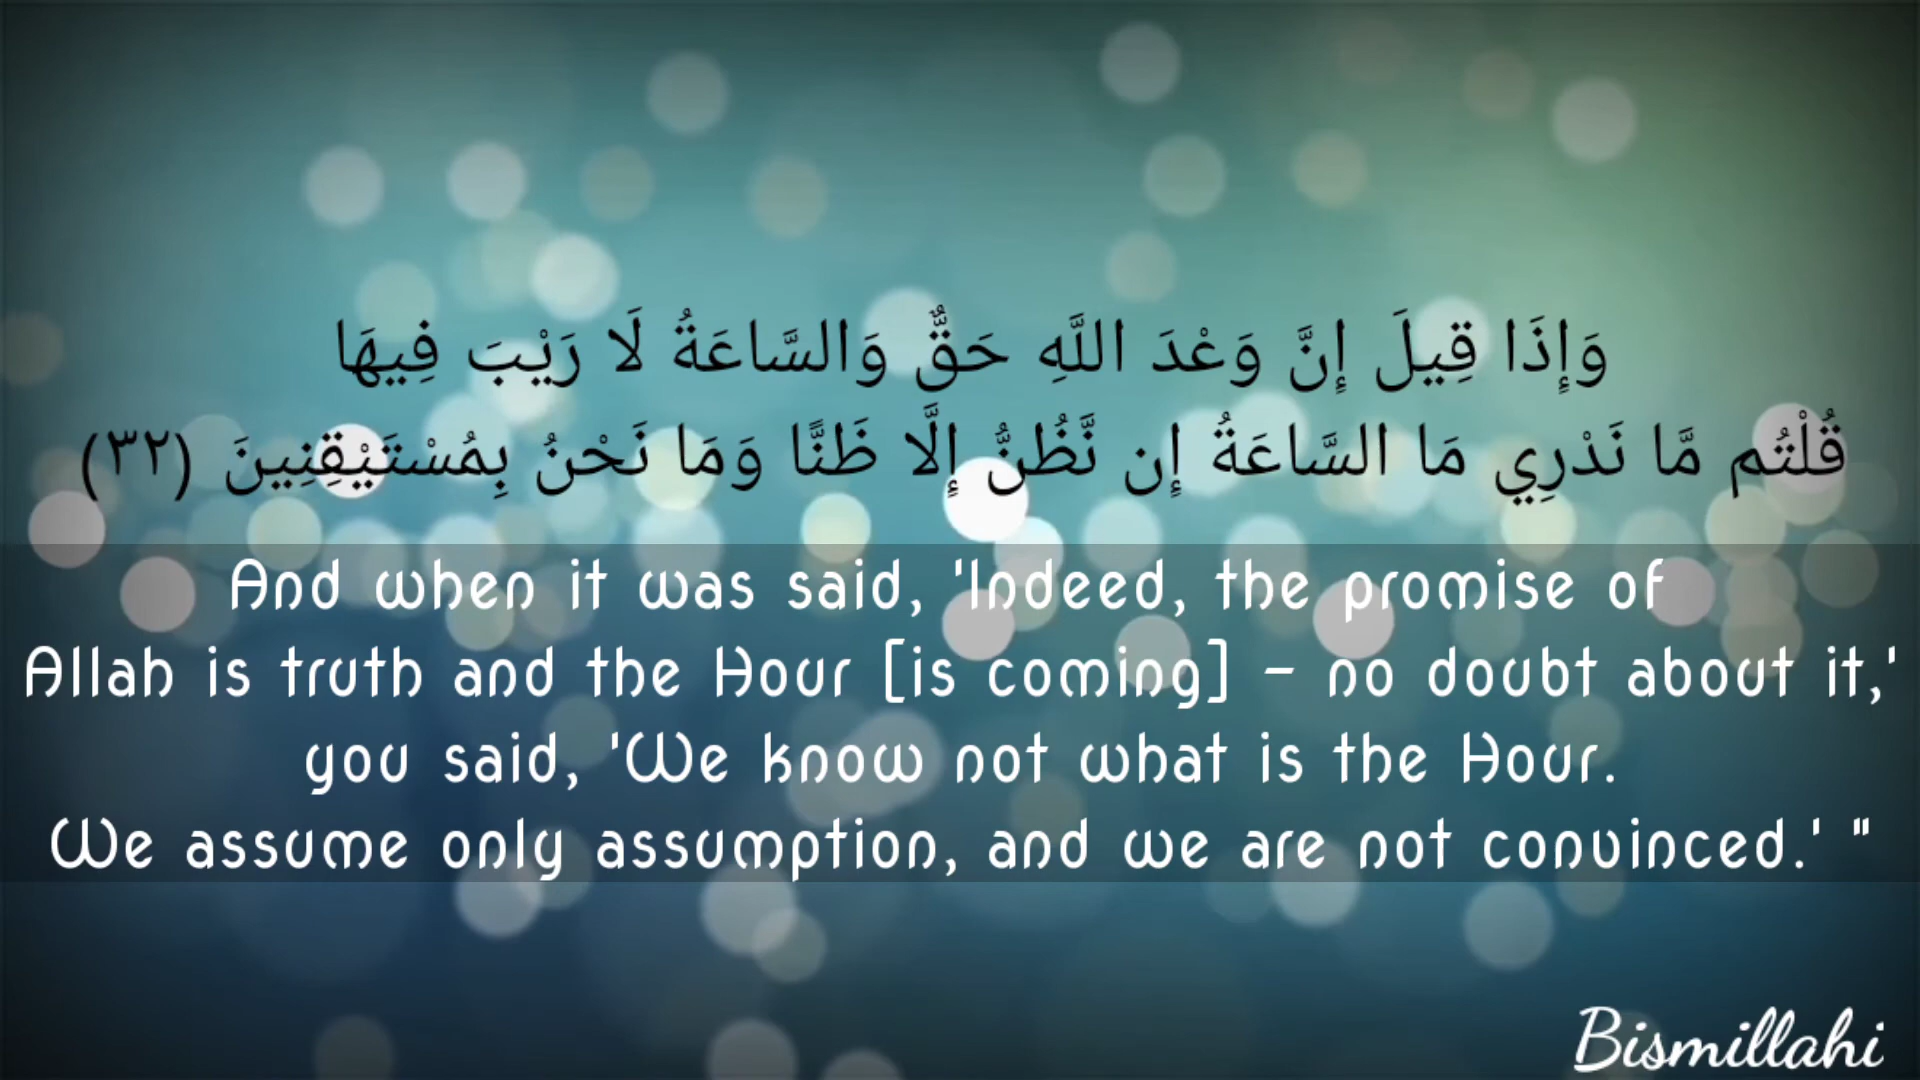 وَإِذَا قِيلَ إِنَّ وَعْدَ اللَّهِ حَقٌّ وَالسَّاعَةُ لَا رَيْبَ فِيهَا
قُلْتُم مَّا نَدْرِي مَا السَّاعَةُ إِن نَّظُنُّ إِلَّا ظَنًّا وَمَا نَحْنُ بِمُسْتَيْقِنِينَ (٣٢)
And when it was said, 'Indeed, the promise of
Allah is truth and the Hour [is coming] - no doubt about it,'
you said, 'We know not what is the Hour.
We assume only assumption, and we are not convinced.' "
Bismillahi